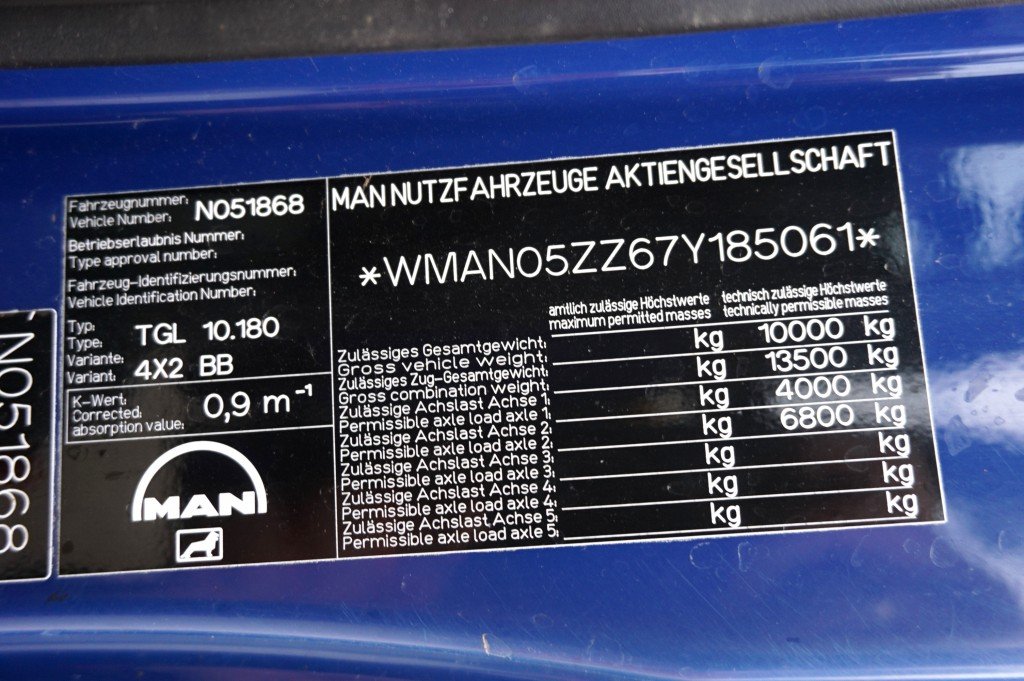 Fahrzeugnummer:
Vehicle Number: N051868
Betriebserlaubnis Nummer:
Type approval number:
Fahrzeug-Identifizierungsnummer:
Vehicle Identification Number:
Typ:
Type: TGL 10.180
Variante:
Variant: 4X2 BB
K-Wert:
Corrected absorption value: 0,9 m⁻¹
MAN
MAN NUTZFAHRZEUGE AKTIENGESELLSCHAFT
*WMAN05ZZ67Y185061*
amtlich zulässige Höchstwerte technisch zulässige Höchstwerte
maximum permitted masses technically permissible masses
Zulässiges Gesamtgewicht: kg 10000 kg
Gross vehicle weight:
Zulässiges Zug-Gesamtgewicht: kg 13500 kg
Gross combination weight:
Zulässige Achslast Achse 1: kg 4000 kg
Permissible axle load axle 1:
Zulässige Achslast Achse 2: kg 6800 kg
Permissible axle load axle 2:
Zulässige Achslast Achse 3: kg kg
Permissible axle load axle 3:
Zulässige Achslast Achse 4: kg kg
Permissible axle load axle 4:
Zulässige Achslast Achse 5: kg kg
Permissible axle load axle 5:
N051868